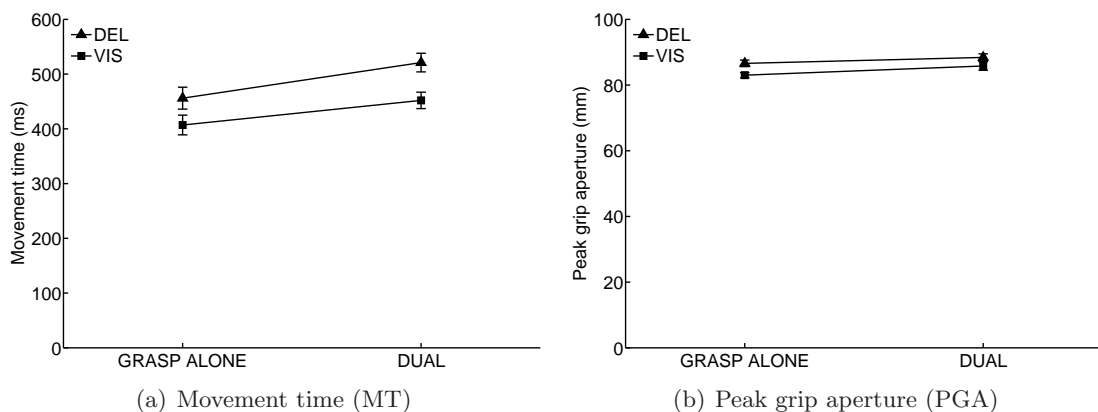 600
500
400
300
200
100
0
Movement time (ms)
DEL
VIS
GRASP ALONE DUAL
(a) Movement time (MT)
100
80
60
40
20
0
Peak grip aperture (mm)
DEL
VIS
GRASP ALONE DUAL
(b) Peak grip aperture (PGA)